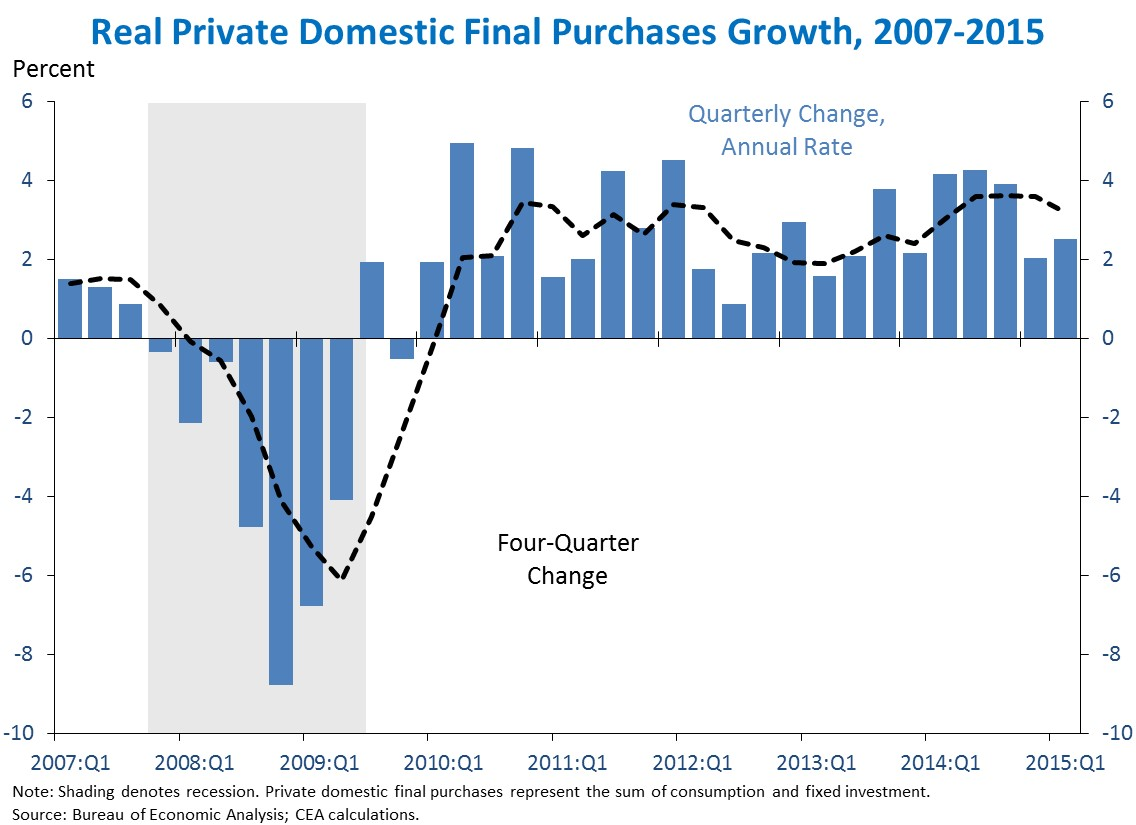 Real Private Domestic Final Purchases Growth, 2007-2015
Percent
6
4
2
0
-2
-4
-6
-8
-10
Quarterly Change,
Annual Rate
Four-Quarter
Change
6
4
2
0
-2
-4
-6
-8
-10
2007:Q1 2008:Q1 2009:Q1 2010:Q1 2011:Q1 2012:Q1 2013:Q1 2014:Q1 2015:Q1
Note: Shading denotes recession. Private domestic final purchases represent the sum of consumption and fixed investment.
Source: Bureau of Economic Analysis; CEA calculations.